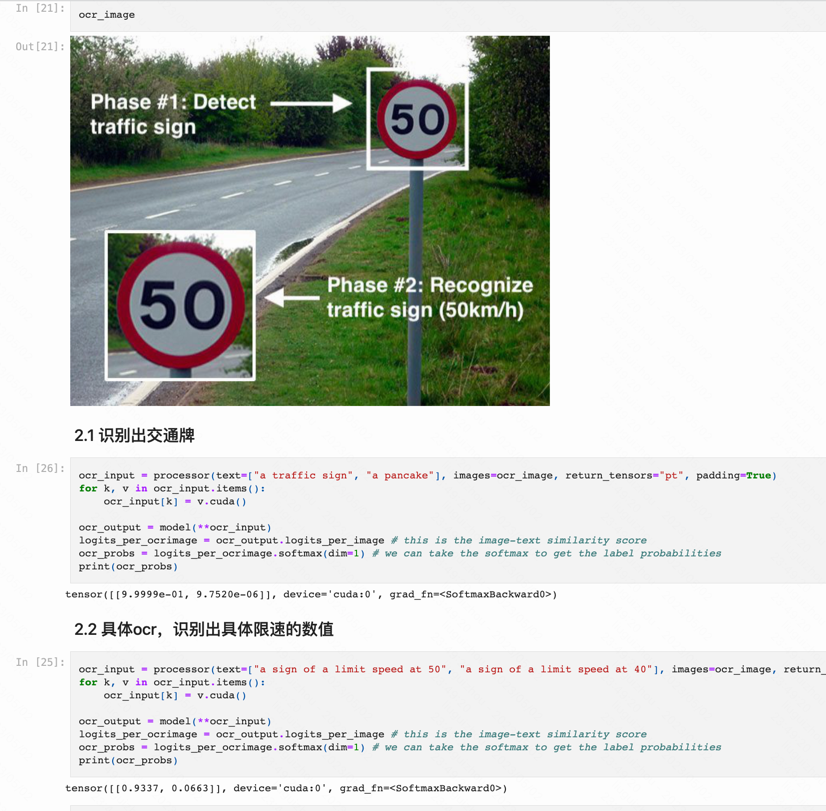 In [21]:
ocr_image
Out[21]:
Phase #1: Detect
traffic sign
50
50
Phase #2: Recognize
traffic sign (50km/h)
2.1 识别出交通牌
In [26]:
ocr_input = processor(text=["a traffic sign", "a pancake"], images=ocr_image, return_tensors="pt", padding=True)
for k, v in ocr_input.items():
    ocr_input[k] = v.cuda()
ocr_output = model(**ocr_input)
logits_per_ocrimage = ocr_output.logits_per_image # this is the image-text similarity score
ocr_probs = logits_per_ocrimage.softmax(dim=1) # we can take the softmax to get the label probabilities
print(ocr_probs)
tensor([[9.9999e-01, 9.7520e-06]], device='cuda:0', grad_fn=<SoftmaxBackward0>)
2.2 具体ocr，识别出具体限速的数值
In [25]:
ocr_input = processor(text=["a sign of a limit speed at 50", "a sign of a limit speed at 40"], images=ocr_image, return_
for k, v in ocr_input.items():
    ocr_input[k] = v.cuda()
ocr_output = model(**ocr_input)
logits_per_ocrimage = ocr_output.logits_per_image # this is the image-text similarity score
ocr_probs = logits_per_ocrimage.softmax(dim=1) # we can take the softmax to get the label probabilities
print(ocr_probs)
tensor([[0.9337, 0.0663]], device='cuda:0', grad_fn=<SoftmaxBackward0>)